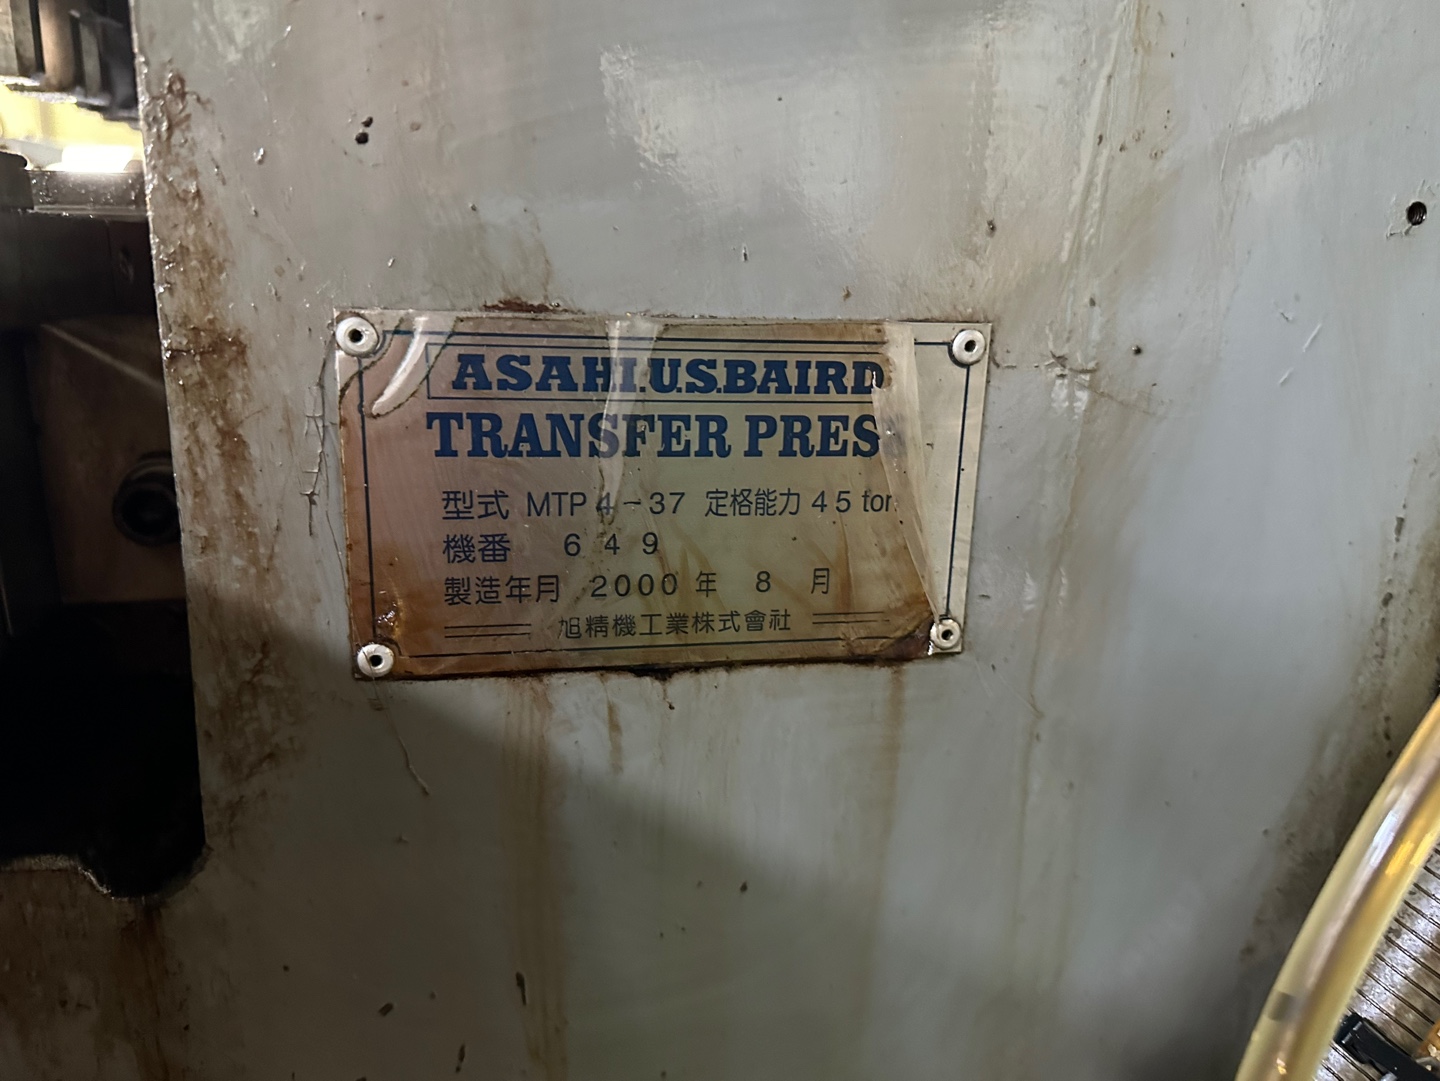 ASAHI.U.S.BAIRD
TRANSFER PRESS
型式 MTP 4-37 定格能力 45 ton
機番 649
製造年月 2000 年 8 月
旭精機工業株式會社